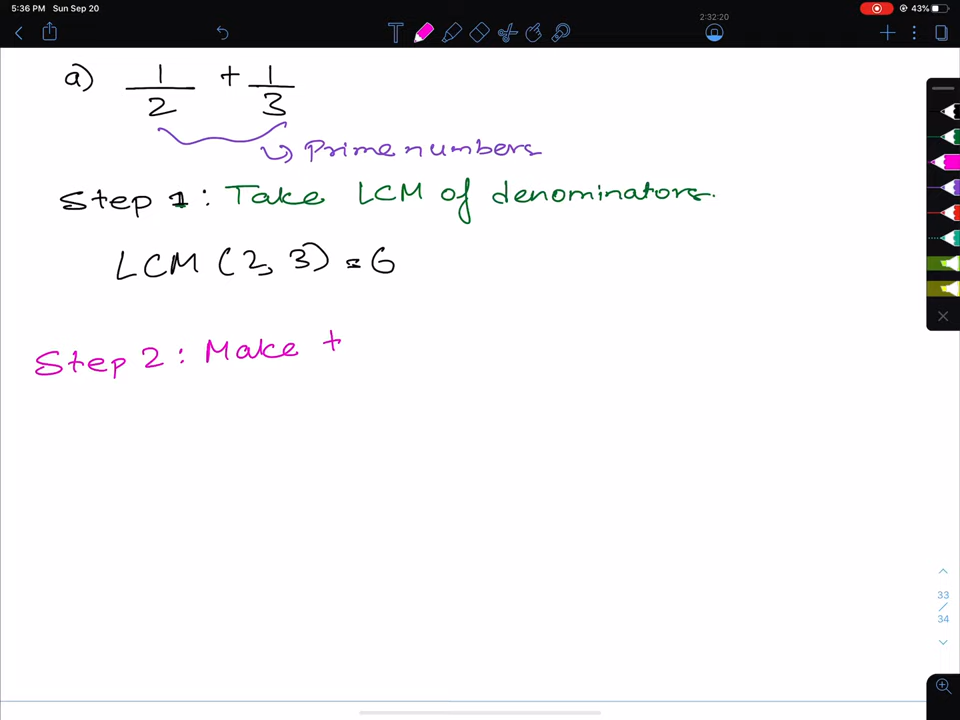 5:36 PM Sun Sep 20
43%
2:32:20
T
a) 1/2 + 1/3
Prime numbers
Step 1: Take LCM of denominators.
LCM (2, 3) = 6
Step 2: Make t
33
/
34